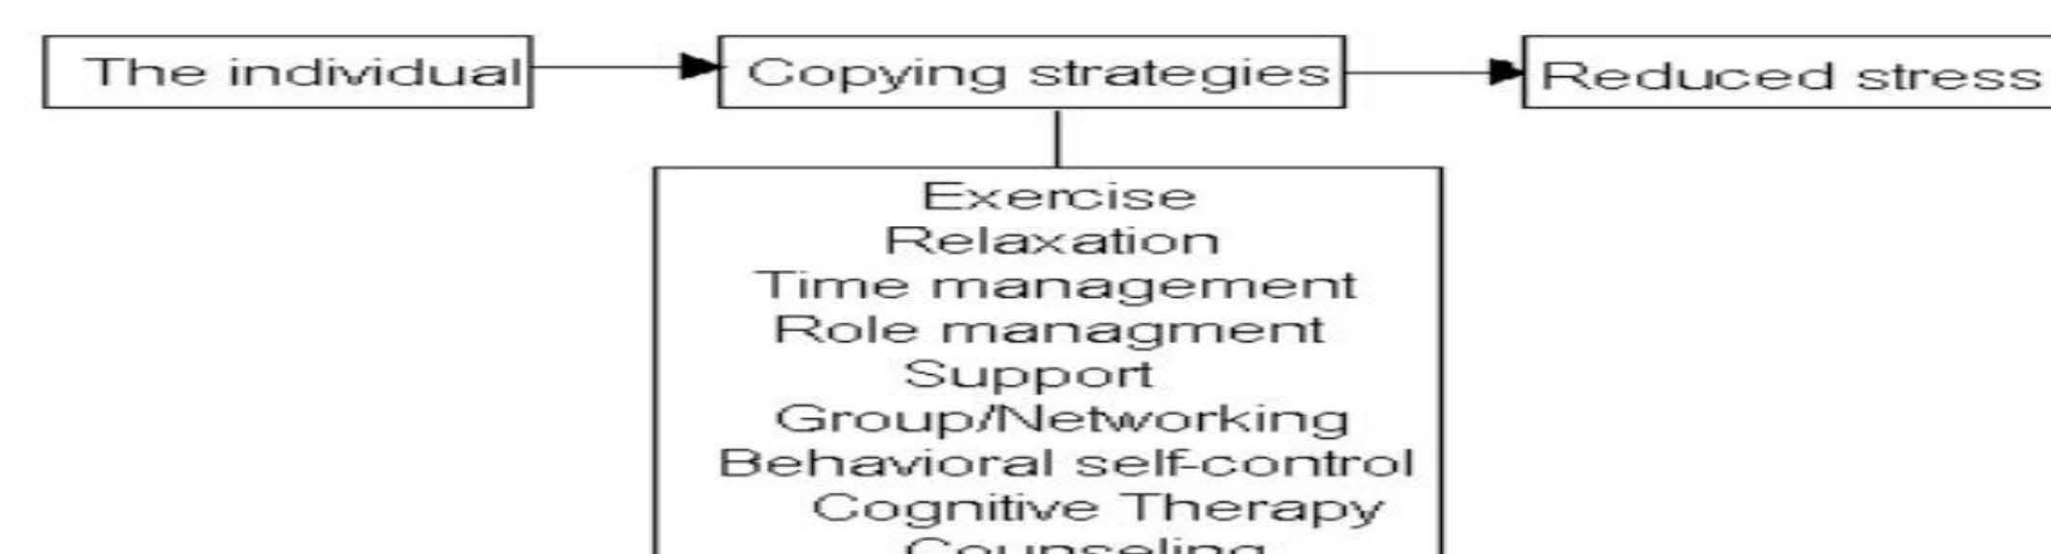 The individual
Copying strategies
Reduced stress
Exercise
Relaxation
Time management
Role managment
Support
Group/Networking
Behavioral self-control
Cognitive Therapy
Counseling